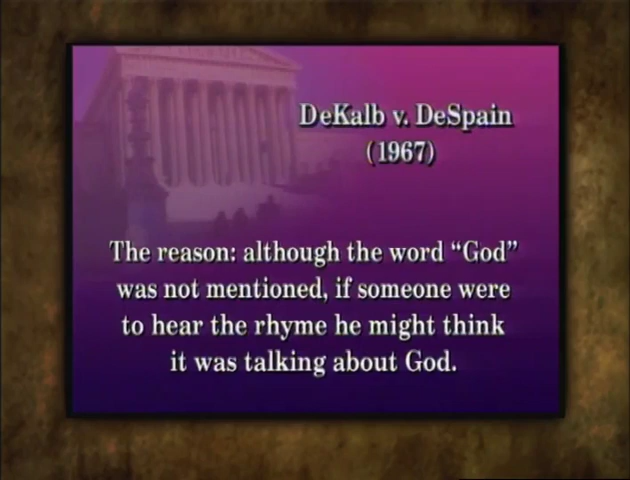 DeKalb v. DeSpain
(1967)
The reason: although the word “God”
was not mentioned, if someone were
to hear the rhyme he might think
it was talking about God.